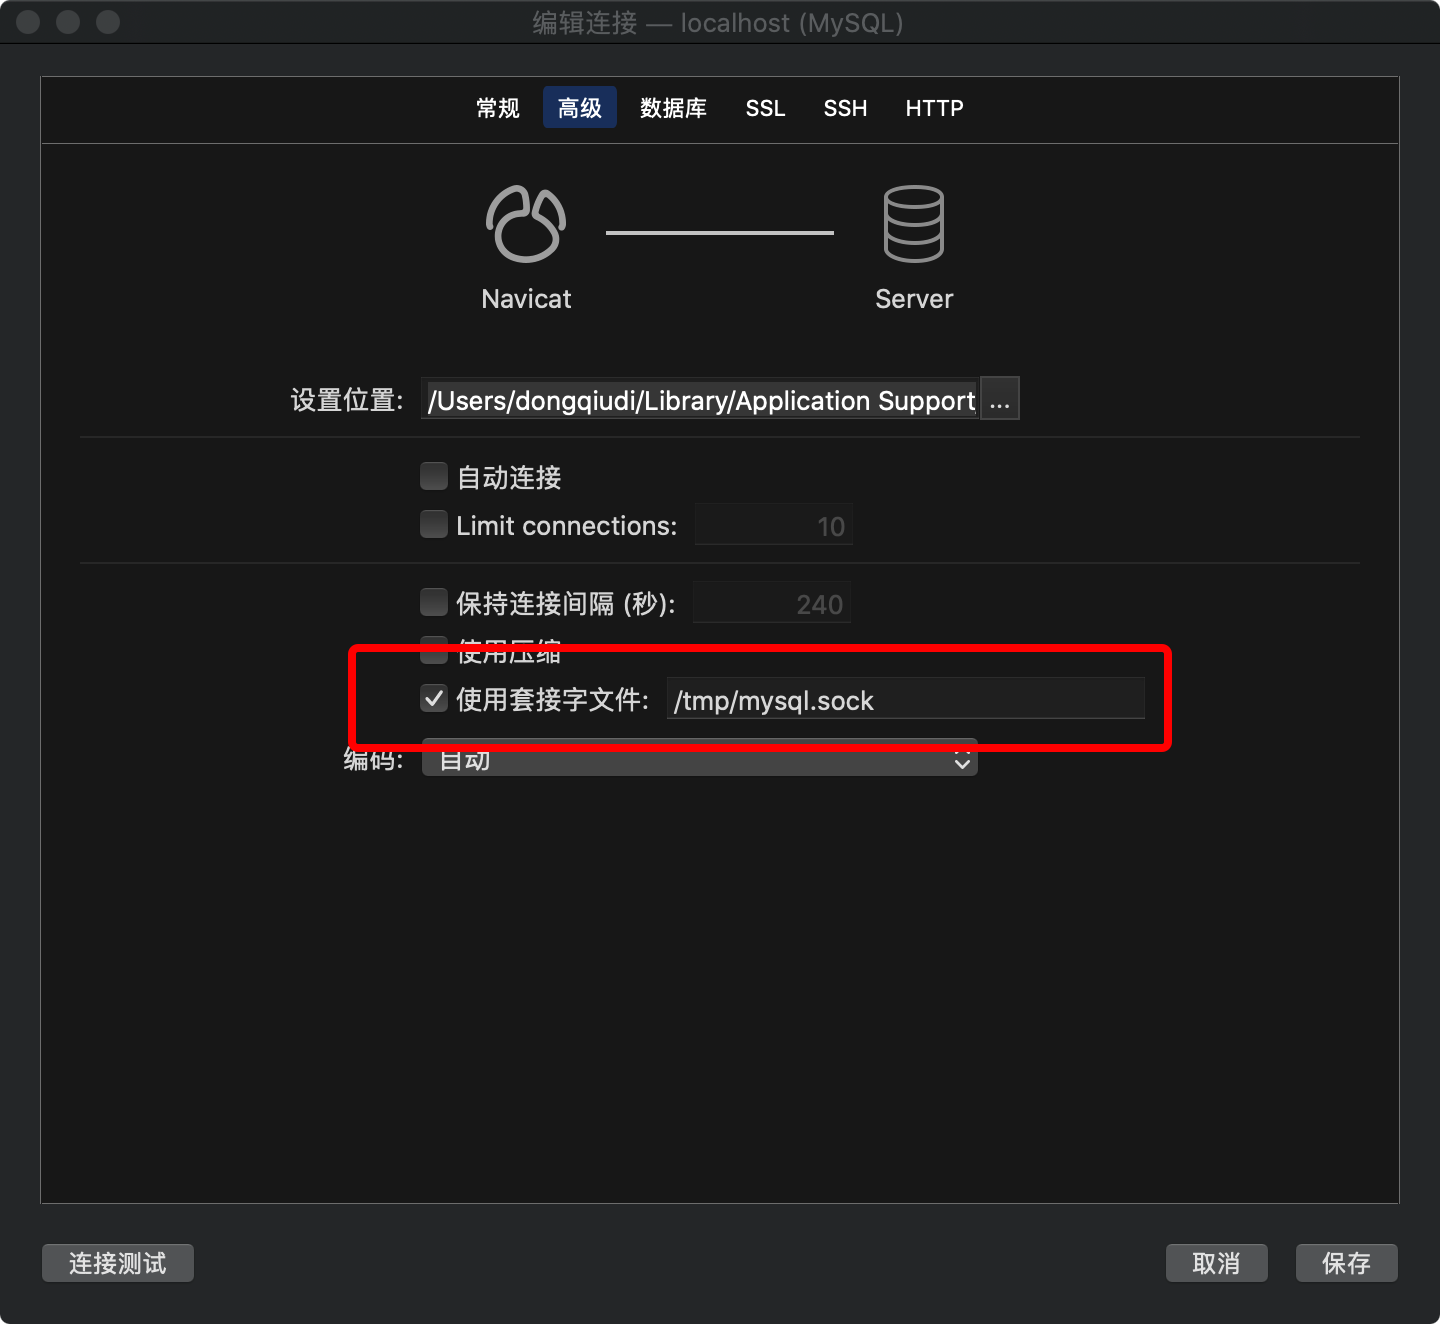 编辑连接 — localhost (MySQL)
常规 高级 数据库 SSL SSH HTTP
Navicat Server
设置位置: /Users/dongqiudi/Library/Application Support ...
自动连接
Limit connections: 10
保持连接间隔 (秒): 240
使用压缩
使用套接字文件: /tmp/mysql.sock
编码: 自动
连接测试 取消 保存